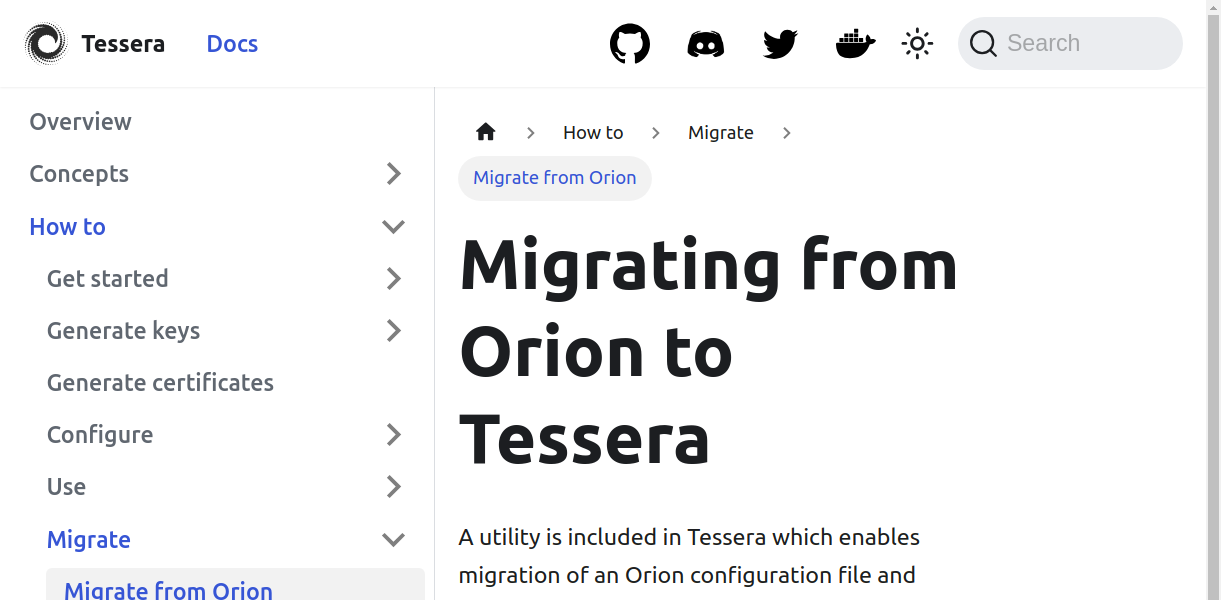 Tessera
Docs
Search
Overview
Concepts
How to
Get started
Generate keys
Generate certificates
Configure
Use
Migrate
Migrate from Orion
How to
Migrate
Migrate from Orion
Migrating from
Orion to
Tessera
A utility is included in Tessera which enables
migration of an Orion configuration file and